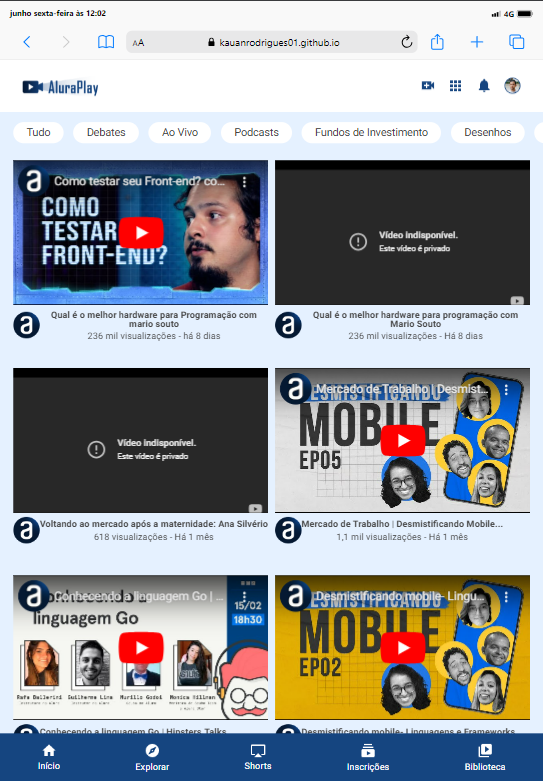 junho sexta-feira às 12:02
4G
AA
kauanrodrigues01.github.io
AluraPlay
Tudo
Debates
Ao Vivo
Podcasts
Fundos de Investimento
Desenhos
a
Como testar seu Front-end? co...
COMO
TESTAR
FRONT-END?
Vídeo indisponível.
Este vídeo é privado
a
Qual é o melhor hardware para Programação com
mario souto
236 mil visualizações - há 8 dias
a
Qual é o melhor hardware para programação com
Mario Souto
236 mil visualizações - Há 8 dias
Vídeo indisponível.
Este vídeo é privado
a
Mercado de Trabalho | Desmist...
DESMISTIFICANDO
MOBILE
EP05
a
Voltando ao mercado após a maternidade: Ana Silvério
618 visualizações - Há 1 mês
a
Mercado de Trabalho | Desmistificando Mobile...
1,1 mil visualizações - Há 1 mês
a
Conhecendo a linguagem Go | ...
Conhecendo a
linguagem Go
15/02
18h30
Rafa Ballerini
Guilherme Lima
Murillo Godoi
Monica Hillman
a
Desmistificando mobile- Lingu...
DESMISTIFICANDO
MOBILE
EP02
Conhecendo a linguagem Go | Hipsters.Talks
Desmistificando mobile- Linguagens e Frameworks
Início
Explorar
Shorts
Inscrições
Biblioteca